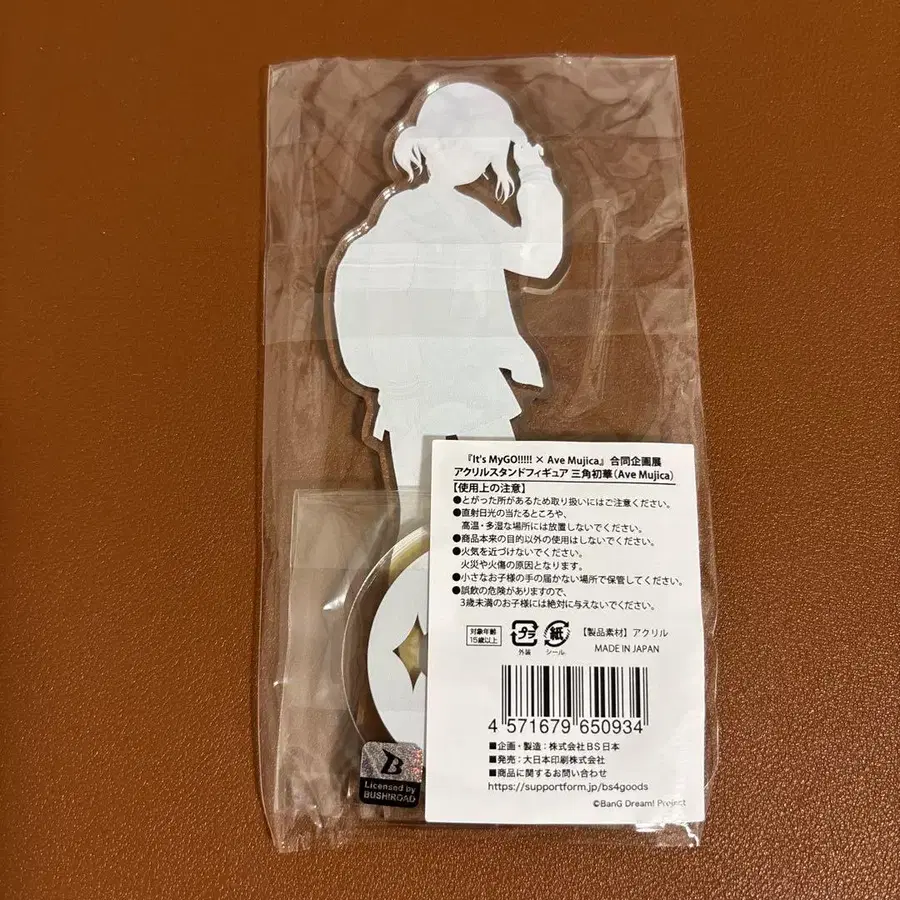 『It's MyGO!!!!! × Ave Mujica』 合同企画展
アクリルスタンドフィギュア 三角初華(Ave Mujica)
【使用上の注意】
●とがった所があるため取り扱いにはご注意ください。
●直射日光の当たるところや、
高温・多湿な場所には放置しないでください。
●商品本来の目的以外の使用はしないでください。
●火気を近づけないでください。
火災や火傷の原因となります。
●小さなお子様の手の届かない場所で保管してください。
●誤飲の危険がありますので、
3歳未満のお子様には絶対に与えないでください。
対象年齢
15歳以上
プラ
外装
紙
シール
【製品素材】アクリル
MADE IN JAPAN
4 571679 650934
■企画・製造:株式会社BS日本
■発売:大日本印刷株式会社
■商品に関するお問い合わせ
https://supportform.jp/bs4goods
©BanG Dream! Project
B
Licensed by
BUSHIROAD